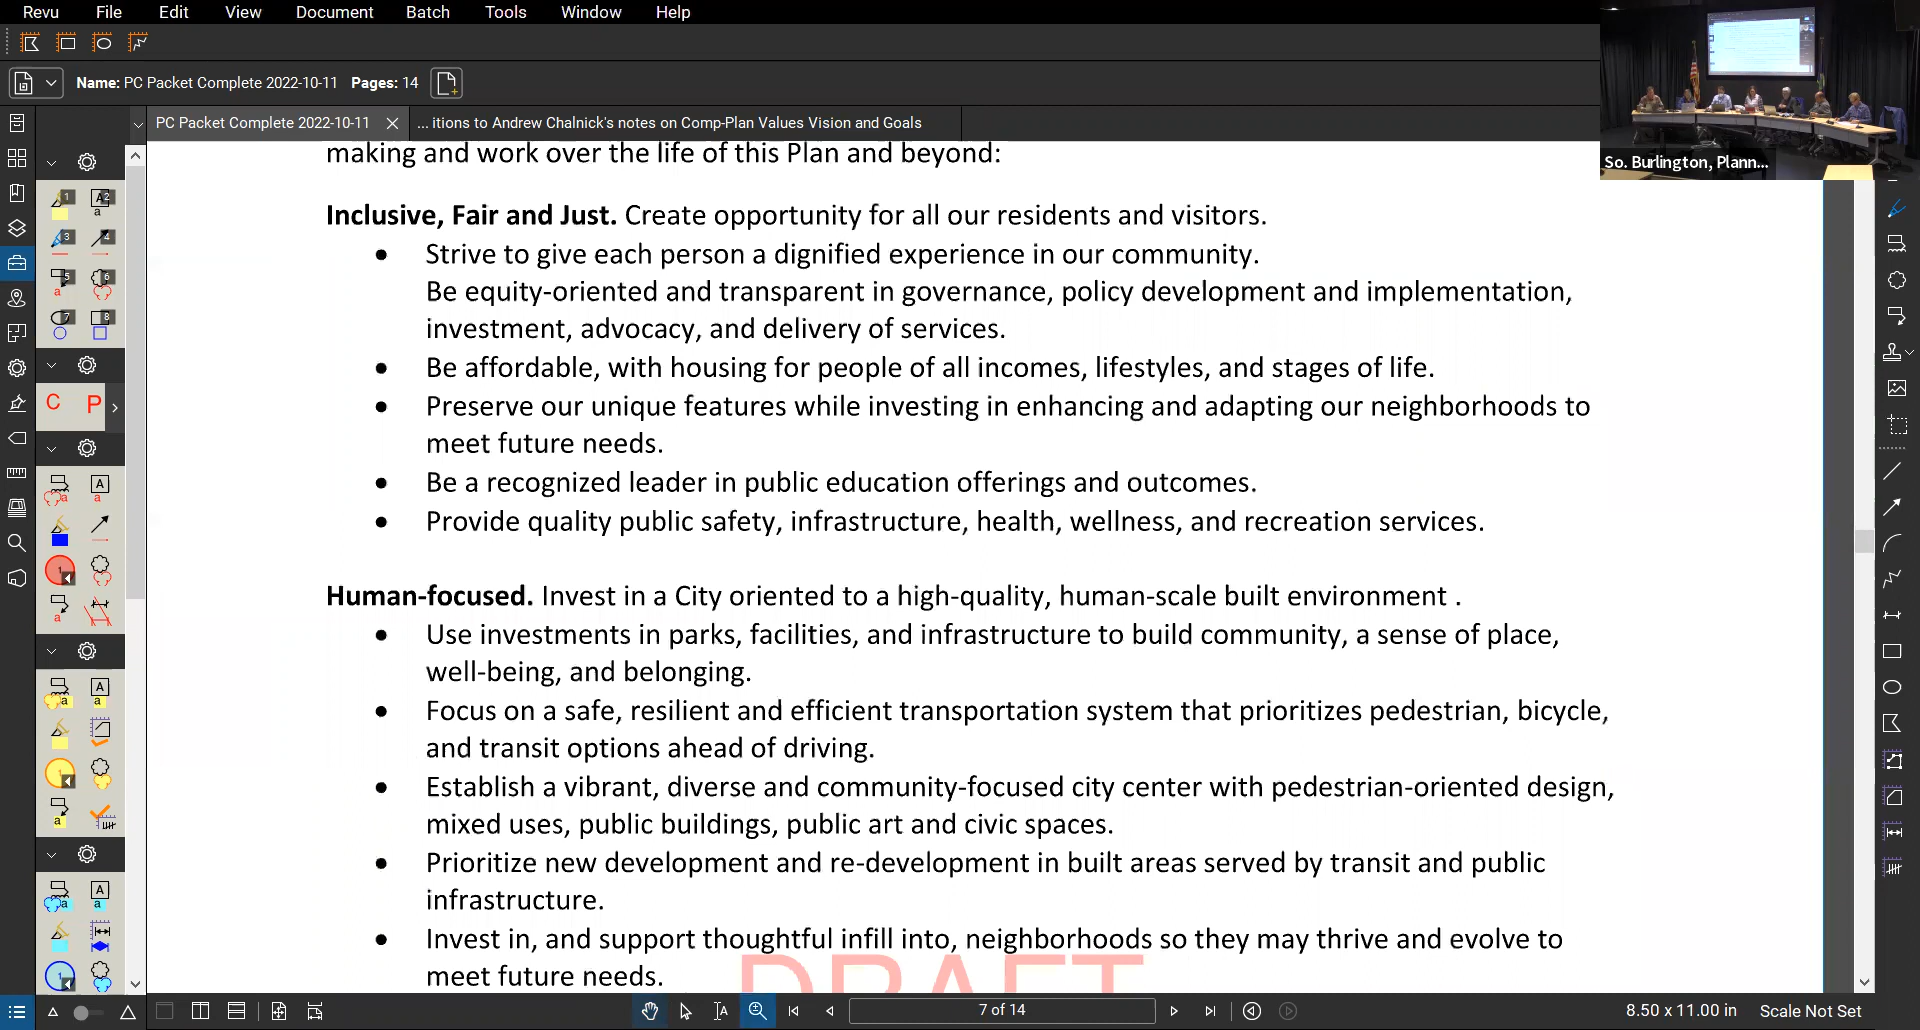 Revu File Edit View Document Batch Tools Window Help
Name: PC Packet Complete 2022-10-11 Pages: 14
PC Packet Complete 2022-10-11
... itions to Andrew Chalnick's notes on Comp-Plan Values Vision and Goals
So. Burlington, Plann...
making and work over the life of this Plan and beyond:
Inclusive, Fair and Just. Create opportunity for all our residents and visitors.
• Strive to give each person a dignified experience in our community.
Be equity-oriented and transparent in governance, policy development and implementation,
investment, advocacy, and delivery of services.
• Be affordable, with housing for people of all incomes, lifestyles, and stages of life.
• Preserve our unique features while investing in enhancing and adapting our neighborhoods to
meet future needs.
• Be a recognized leader in public education offerings and outcomes.
• Provide quality public safety, infrastructure, health, wellness, and recreation services.
Human-focused. Invest in a City oriented to a high-quality, human-scale built environment .
• Use investments in parks, facilities, and infrastructure to build community, a sense of place,
well-being, and belonging.
• Focus on a safe, resilient and efficient transportation system that prioritizes pedestrian, bicycle,
and transit options ahead of driving.
• Establish a vibrant, diverse and community-focused city center with pedestrian-oriented design,
mixed uses, public buildings, public art and civic spaces.
• Prioritize new development and re-development in built areas served by transit and public
infrastructure.
• Invest in, and support thoughtful infill into, neighborhoods so they may thrive and evolve to
meet future needs.
DRAFT
C P
7 of 14
8.50 x 11.00 in Scale Not Set